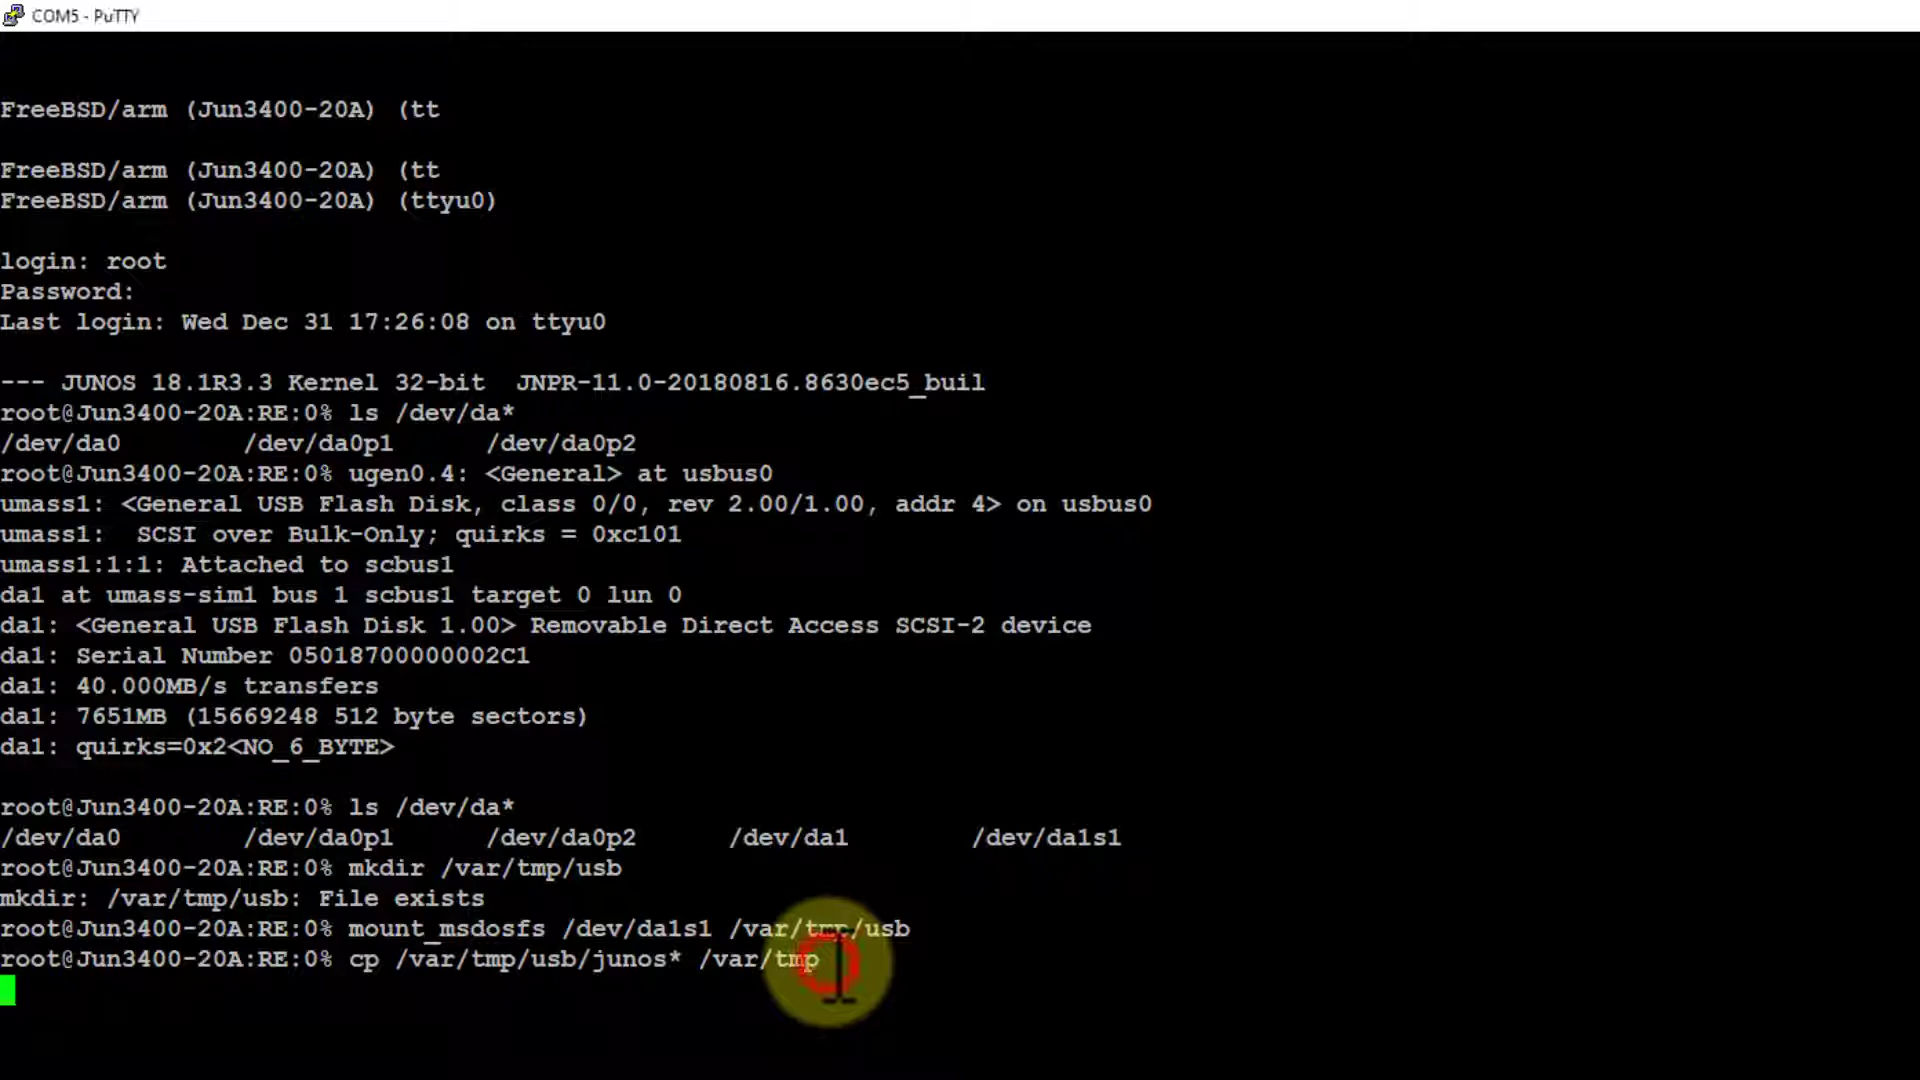 COM5 - PuTTY
FreeBSD/arm (Jun3400-20A) (tt
FreeBSD/arm (Jun3400-20A) (tt
FreeBSD/arm (Jun3400-20A) (ttyu0)
login: root
Password:
Last login: Wed Dec 31 17:26:08 on ttyu0
--- JUNOS 18.1R3.3 Kernel 32-bit  JNPR-11.0-20180816.8630ec5_buil
root@Jun3400-20A:RE:0% ls /dev/da*
/dev/da0        /dev/da0p1      /dev/da0p2
root@Jun3400-20A:RE:0% ugen0.4: <General> at usbus0
umass1: <General USB Flash Disk, class 0/0, rev 2.00/1.00, addr 4> on usbus0
umass1:  SCSI over Bulk-Only; quirks = 0xc101
umass1:1:1: Attached to scbus1
da1 at umass-sim1 bus 1 scbus1 target 0 lun 0
da1: <General USB Flash Disk 1.00> Removable Direct Access SCSI-2 device
da1: Serial Number 05018700000002C1
da1: 40.000MB/s transfers
da1: 7651MB (15669248 512 byte sectors)
da1: quirks=0x2<NO_6_BYTE>
root@Jun3400-20A:RE:0% ls /dev/da*
/dev/da0        /dev/da0p1      /dev/da0p2      /dev/da1        /dev/da1s1
root@Jun3400-20A:RE:0% mkdir /var/tmp/usb
mkdir: /var/tmp/usb: File exists
root@Jun3400-20A:RE:0% mount_msdosfs /dev/da1s1 /var/tmp/usb
root@Jun3400-20A:RE:0% cp /var/tmp/usb/junos* /var/tmp